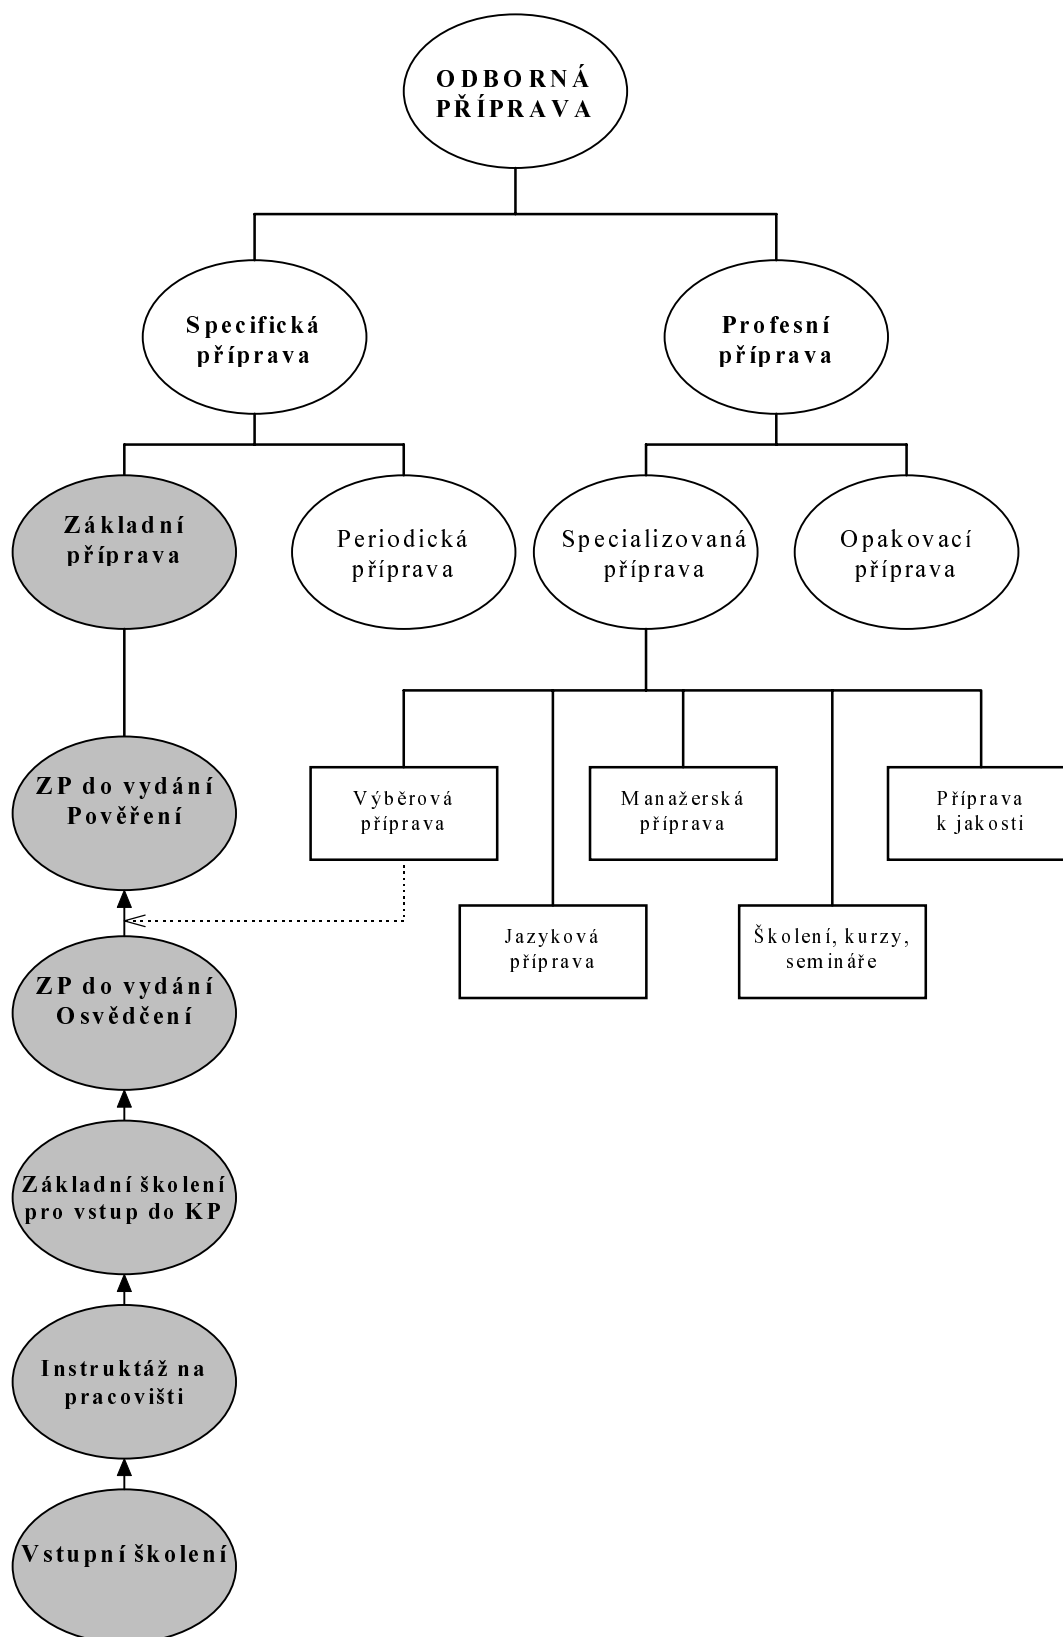 ODBORNÁ
PŘÍPRAVA
Specifická
příprava
Profesní
příprava
Základní
příprava
Periodická
příprava
Specializovaná
příprava
Opakovací
příprava
ZP do vydání
Pověření
Výběrová
příprava
Manažerská
příprava
Příprava
k jakosti
Jazyková
příprava
Školení, kurzy,
semináře
ZP do vydání
Osvědčení
Základní školení
pro vstup do KP
Instruktáž na
pracovišti
Vstupní školení